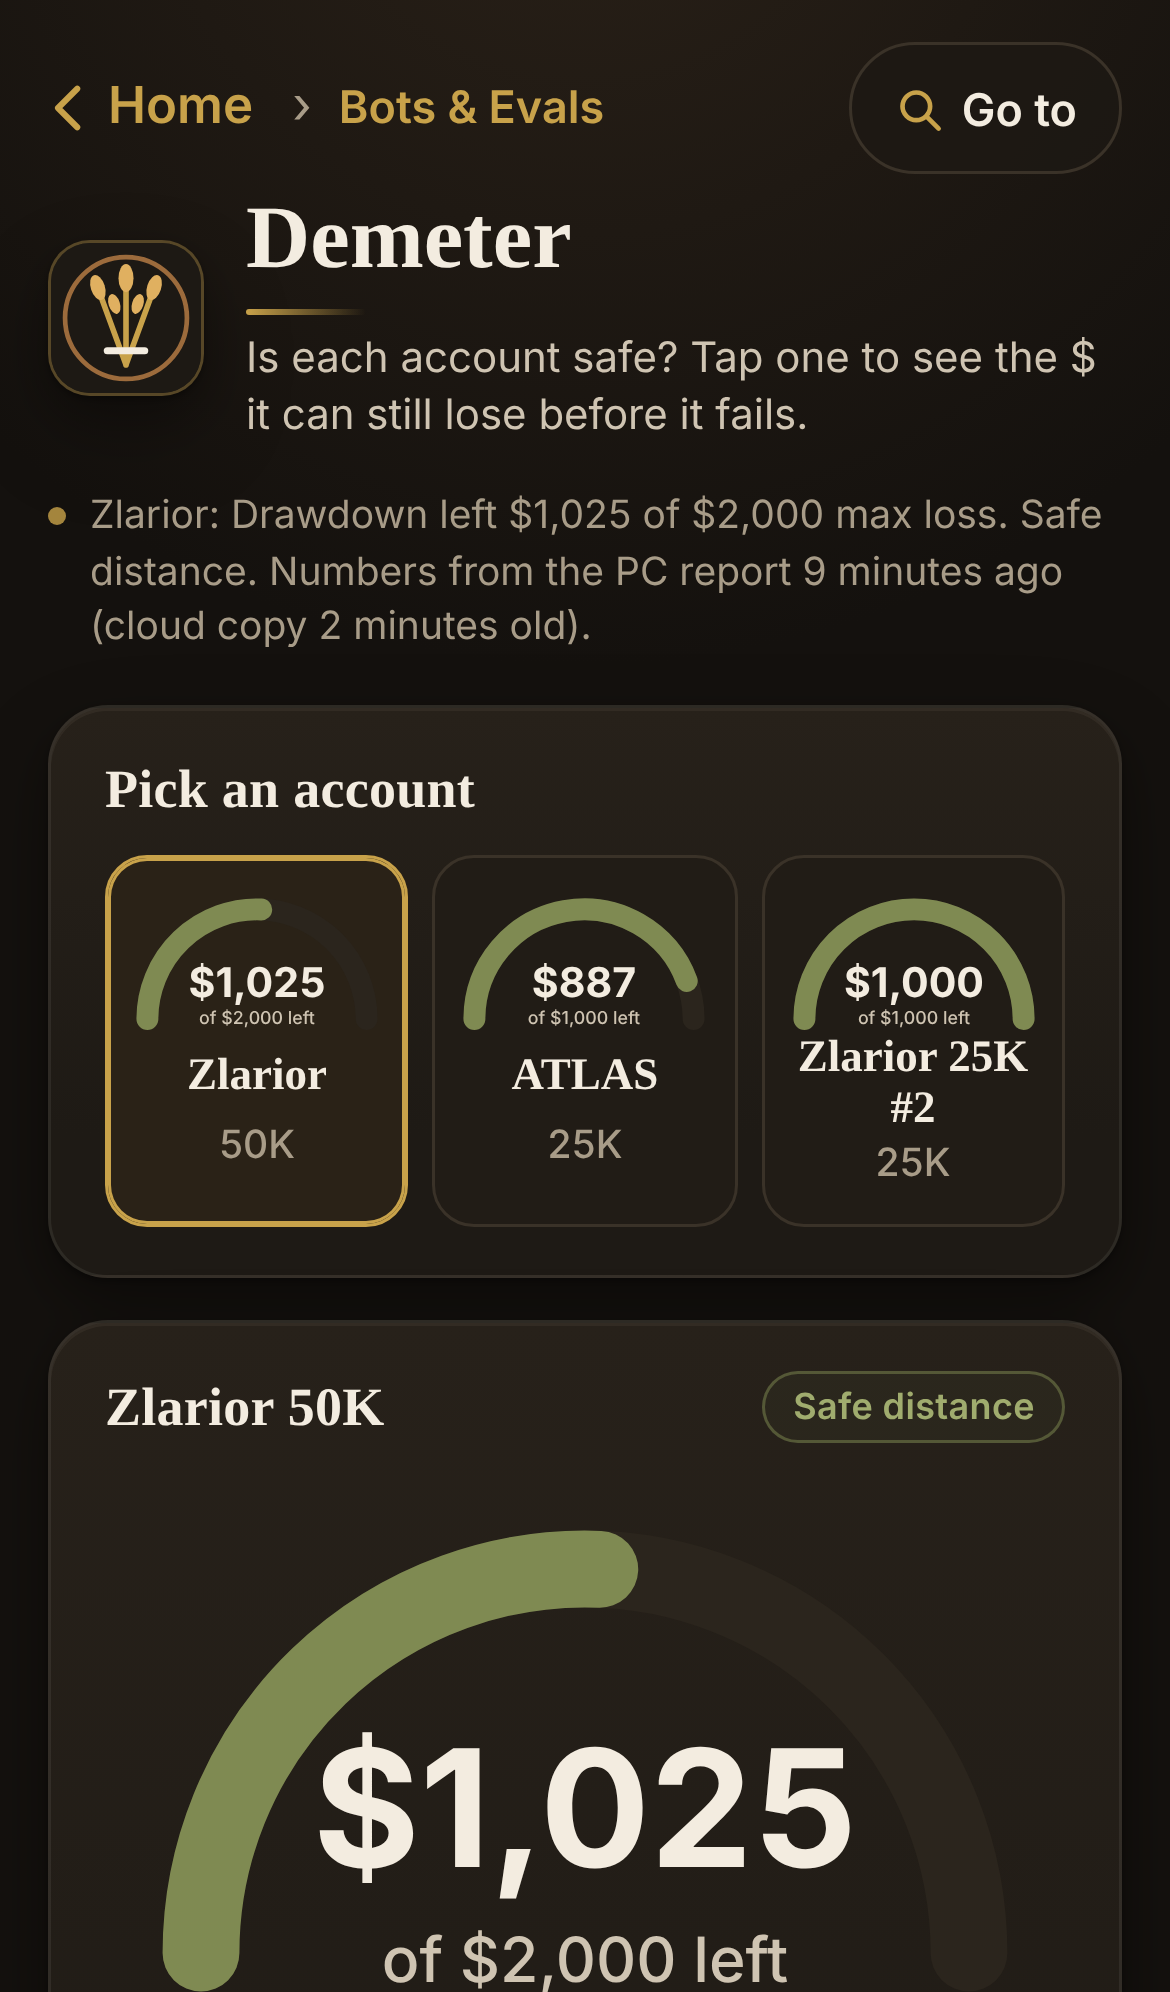 Home › Bots & Evals
Go to
Demeter
Is each account safe? Tap one to see the $
it can still lose before it fails.
Zlarior: Drawdown left $1,025 of $2,000 max loss. Safe
distance. Numbers from the PC report 9 minutes ago
(cloud copy 2 minutes old).
Pick an account
$1,025
of $2,000 left
Zlarior
50K
$887
of $1,000 left
ATLAS
25K
$1,000
of $1,000 left
Zlarior 25K
#2
25K
Zlarior 50K
Safe distance
$1,025
of $2,000 left